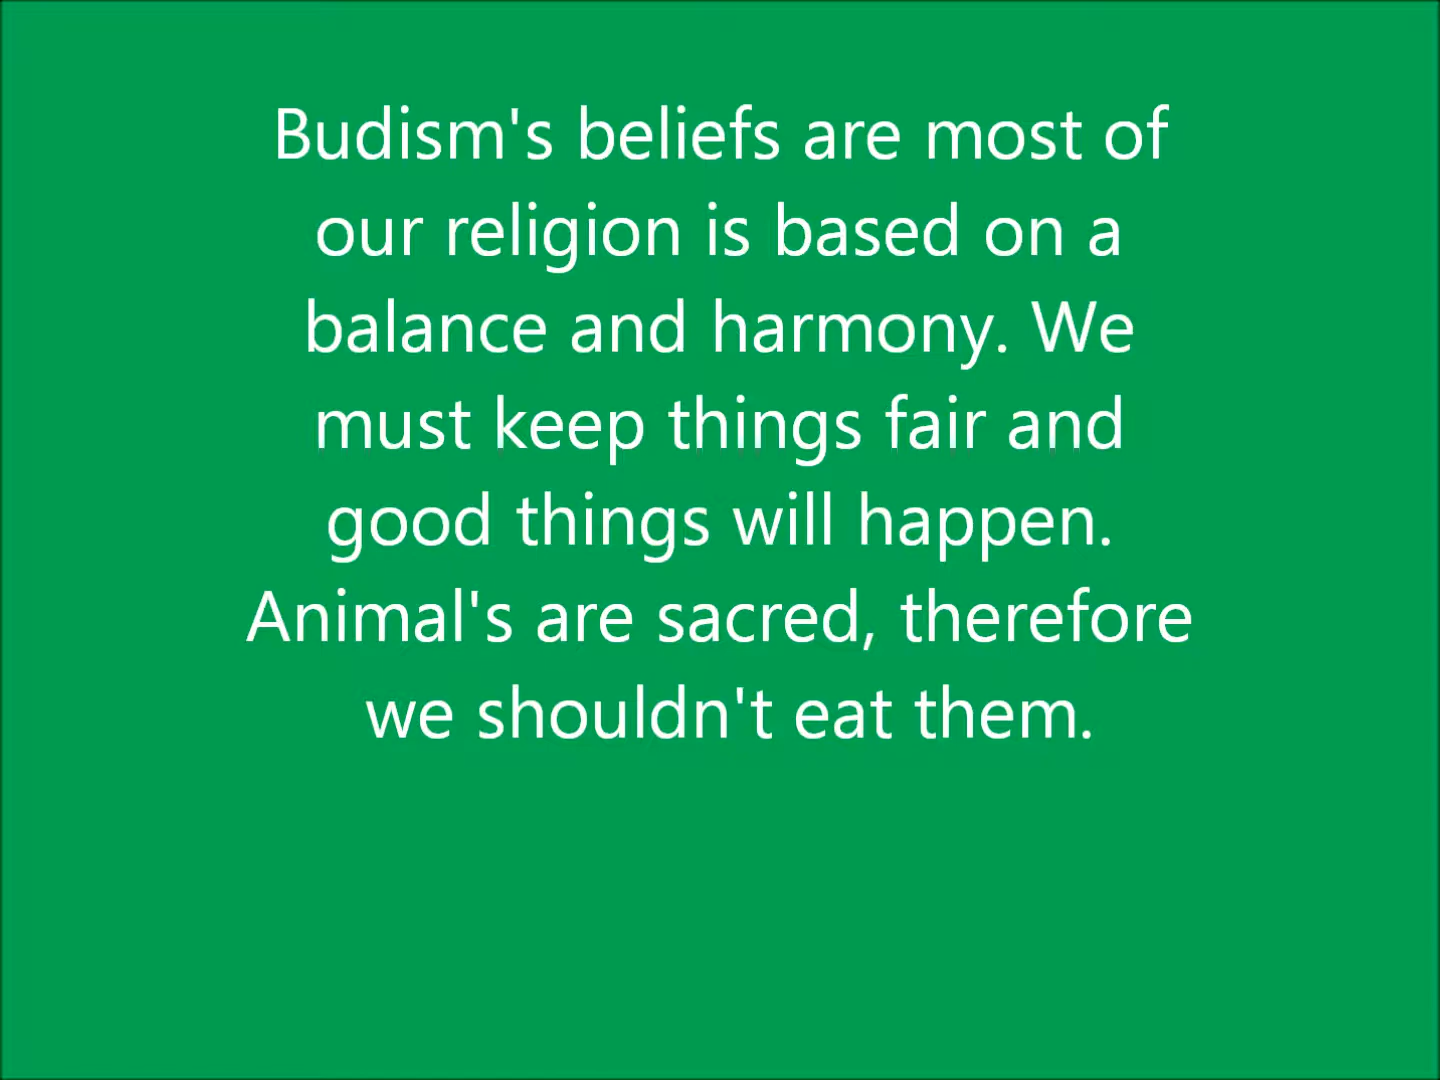 Budism's beliefs are most of
our religion is based on a
balance and harmony. We
must keep things fair and
good things will happen.
Animal's are sacred, therefore
we shouldn't eat them.